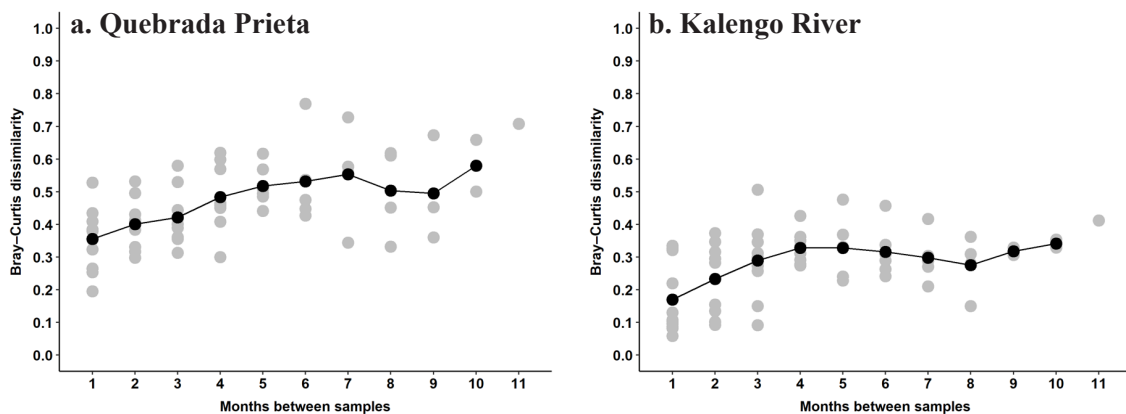 a. Quebrada Prieta
1.0
0.9
0.8
0.7
0.6
0.5
0.4
0.3
0.2
0.1
0.0
Bray–Curtis dissimilarity
1 2 3 4 5 6 7 8 9 10 11
Months between samples
b. Kalengo River
1.0
0.9
0.8
0.7
0.6
0.5
0.4
0.3
0.2
0.1
0.0
Bray–Curtis dissimilarity
1 2 3 4 5 6 7 8 9 10 11
Months between samples